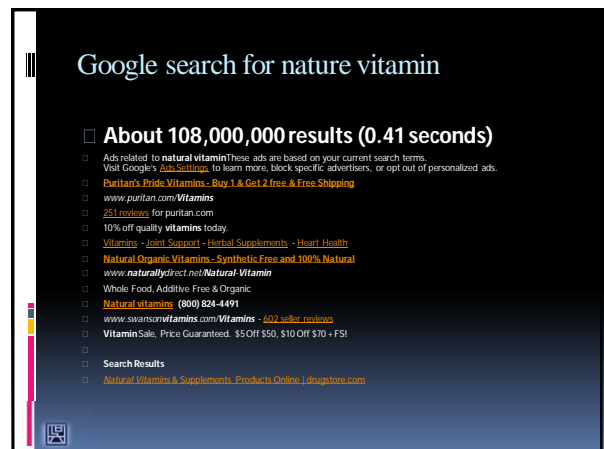 Google search for nature vitamin
About 108,000,000 results (0.41 seconds)
Ads related to natural vitaminThese ads are based on your current search terms.
Visit Google's Ads Settings to learn more, block specific advertisers, or opt out of personalized ads.
Puritan's Pride Vitamins - Buy 1 & Get 2 free & Free Shipping
www.puritan.com/Vitamins
251 reviews for puritan.com
10% off quality vitamins today.
Vitamins - Joint Support - Herbal Supplements - Heart Health
Natural Organic Vitamins - Synthetic Free and 100% Natural
www.naturallydirect.net/Natural-Vitamin
Whole Food, Additive Free & Organic
Natural vitamins (800) 824-4491
www.swansonvitamins.com/Vitamins - 602 seller reviews
Vitamin Sale, Price Guaranteed. $5 Off $50, $10 Off $70 + FS!
Search Results
Natural Vitamins & Supplements Products Online | drugstore.com